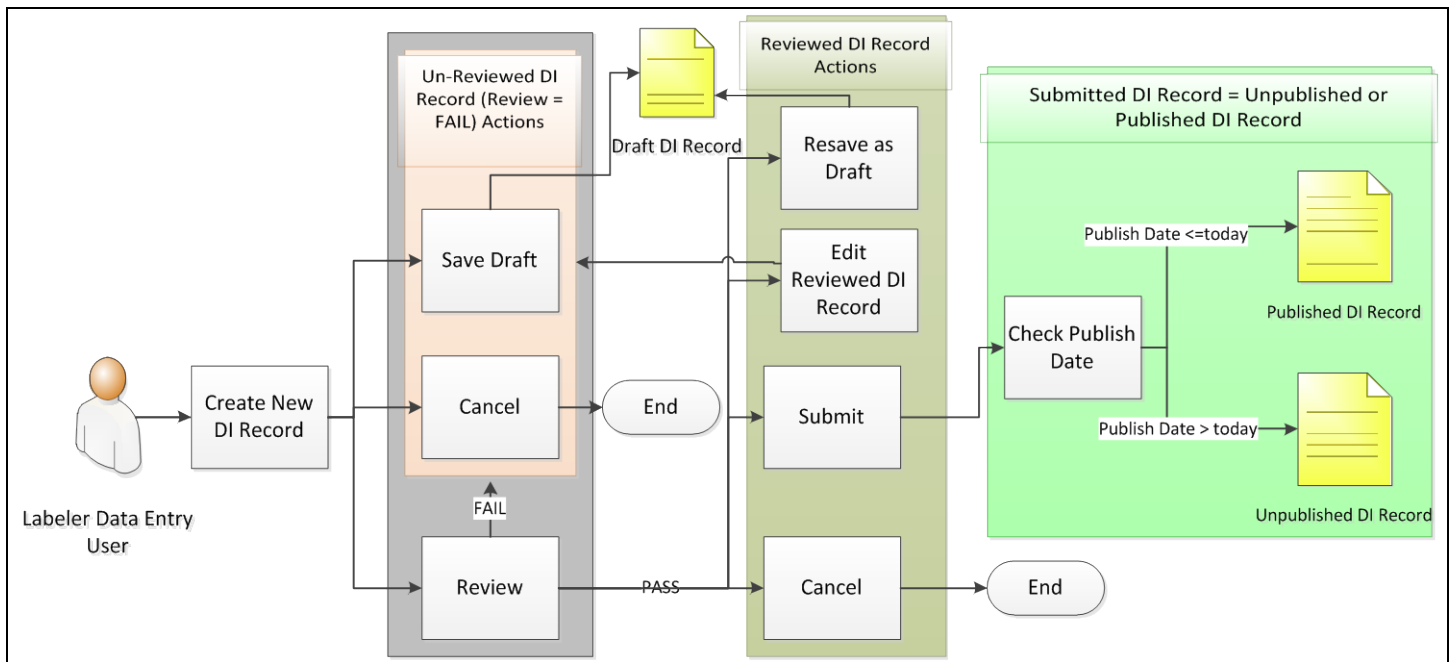 Un-Reviewed DI
Record (Review =
FAIL) Actions
Reviewed DI Record
Actions
Submitted DI Record = Unpublished or
Published DI Record
Draft DI Record
Resave as
Draft
Save Draft
Edit
Reviewed DI
Record
Publish Date <=today
Published DI Record
Check Publish
Date
Create New
DI Record
Cancel
End
Submit
Publish Date > today
Unpublished DI Record
Labeler Data Entry
User
FAIL
Review
PASS
Cancel
End